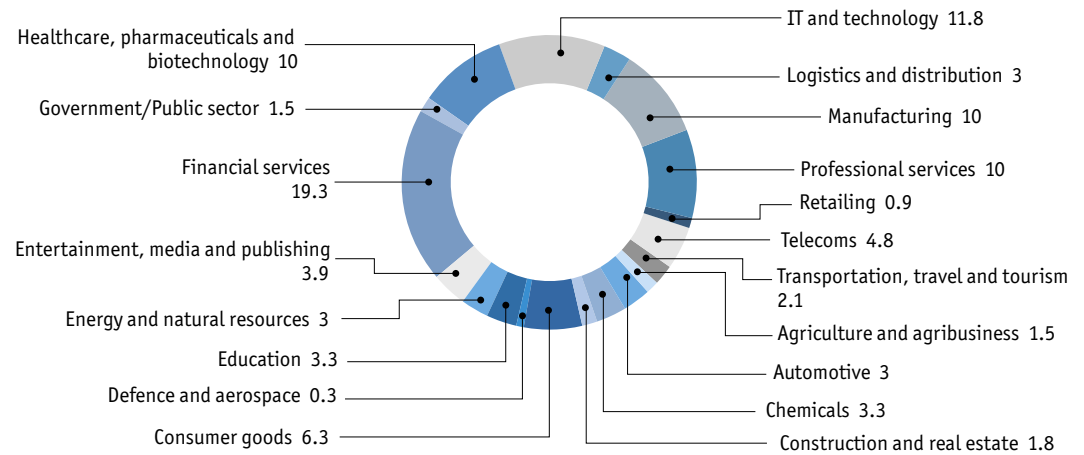 IT and technology 11.8
Logistics and distribution 3
Manufacturing 10
Professional services 10
Retailing 0.9
Telecoms 4.8
Transportation, travel and tourism
2.1
Agriculture and agribusiness 1.5
Automotive 3
Chemicals 3.3
Construction and real estate 1.8
Consumer goods 6.3
Defence and aerospace 0.3
Education 3.3
Energy and natural resources 3
Entertainment, media and publishing
3.9
Financial services
19.3
Government/Public sector 1.5
Healthcare, pharmaceuticals and
biotechnology 10